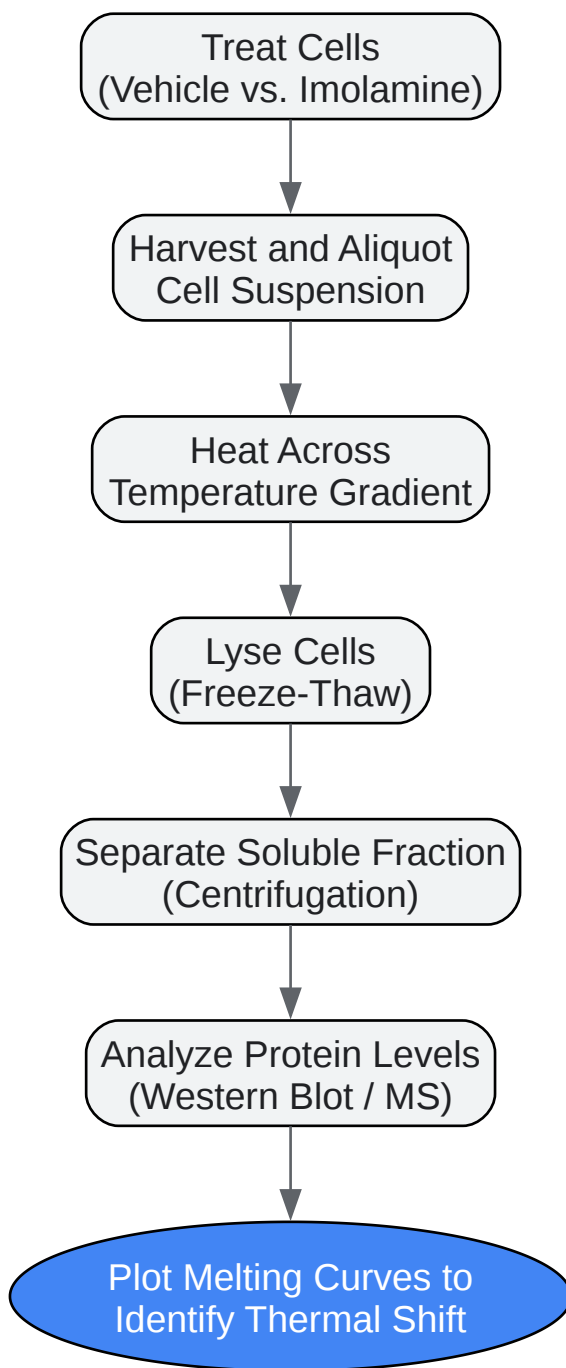 Treat Cells
(Vehicle vs. Imolamine)
Harvest and Aliquot
Cell Suspension
Heat Across
Temperature Gradient
Lyse Cells
(Freeze-Thaw)
Separate Soluble Fraction
(Centrifugation)
Analyze Protein Levels
(Western Blot / MS)
Plot Melting Curves to
Identify Thermal Shift